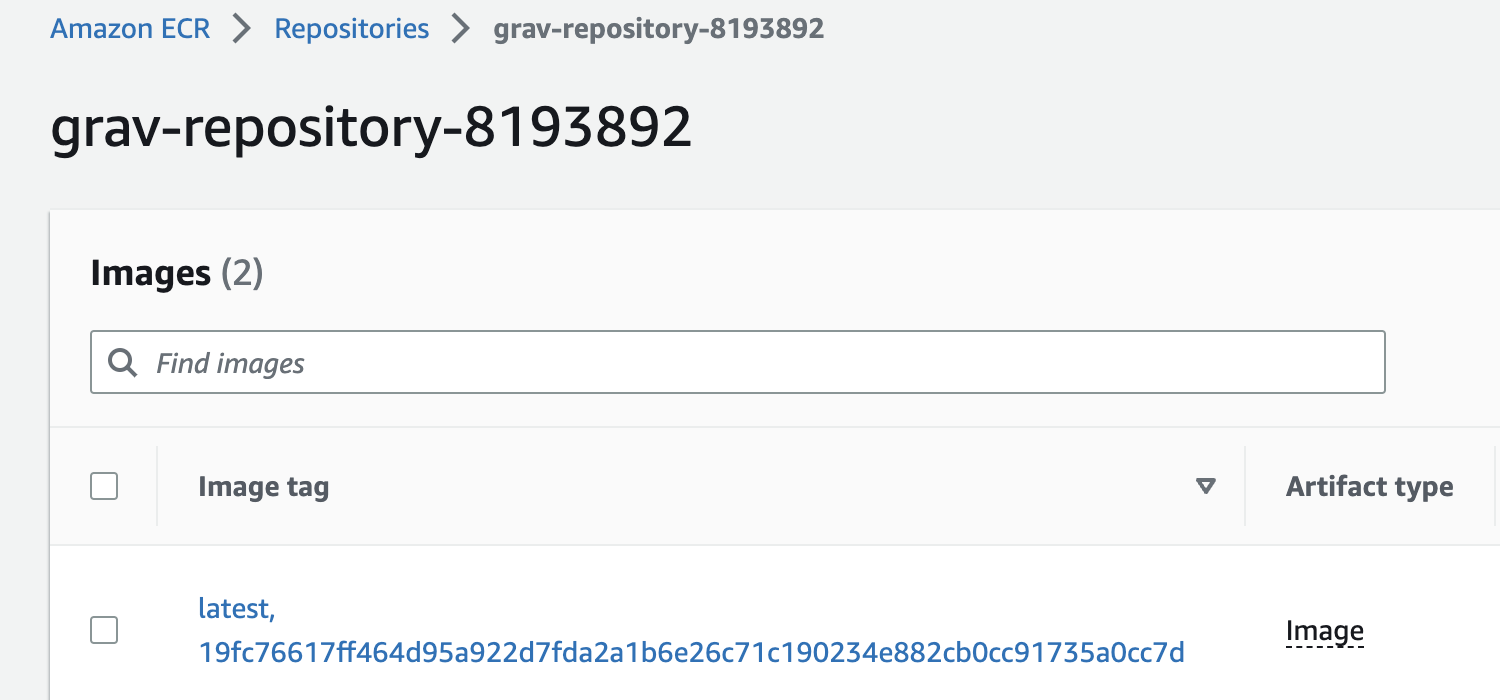 Amazon ECR > Repositories > grav-repository-8193892
grav-repository-8193892
Images (2)
Find images
Image tag Artifact type
latest,
19fc76617ff464d95a922d7fda2a1b6e26c71c190234e882cb0cc91735a0cc7d
Image